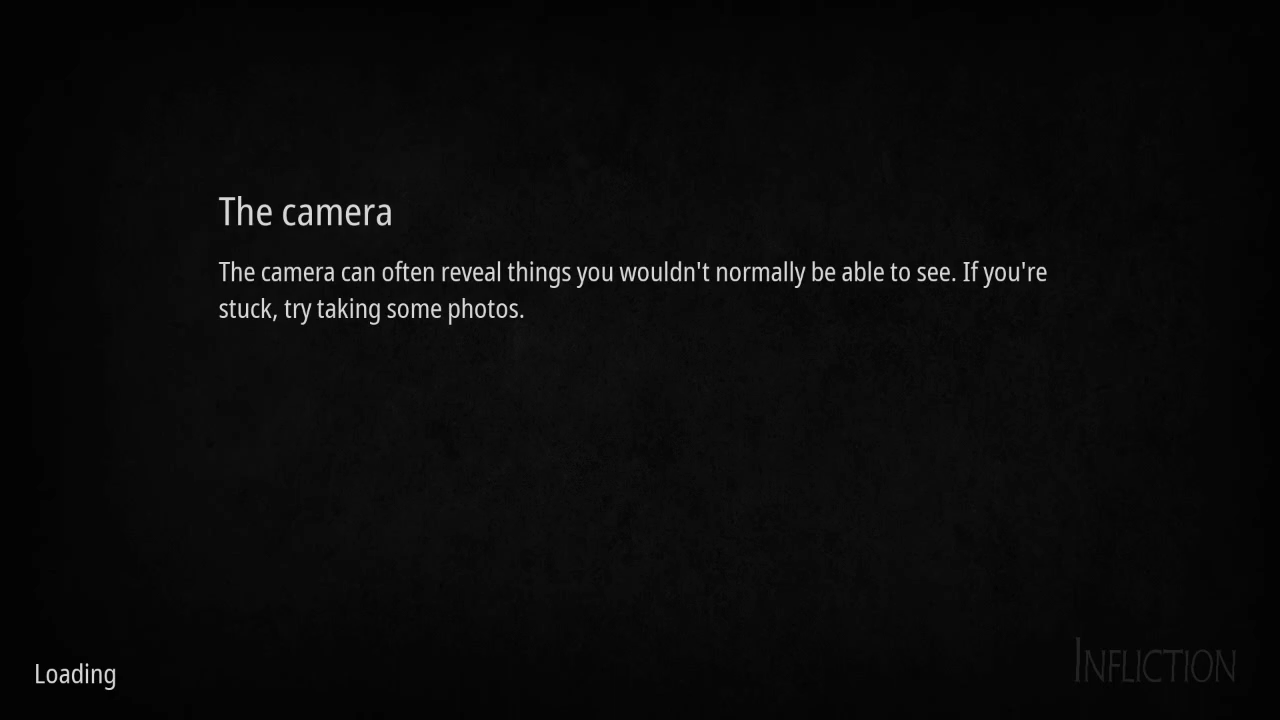 The camera
The camera can often reveal things you wouldn't normally be able to see. If you're
stuck, try taking some photos.
Loading
INFLICTION